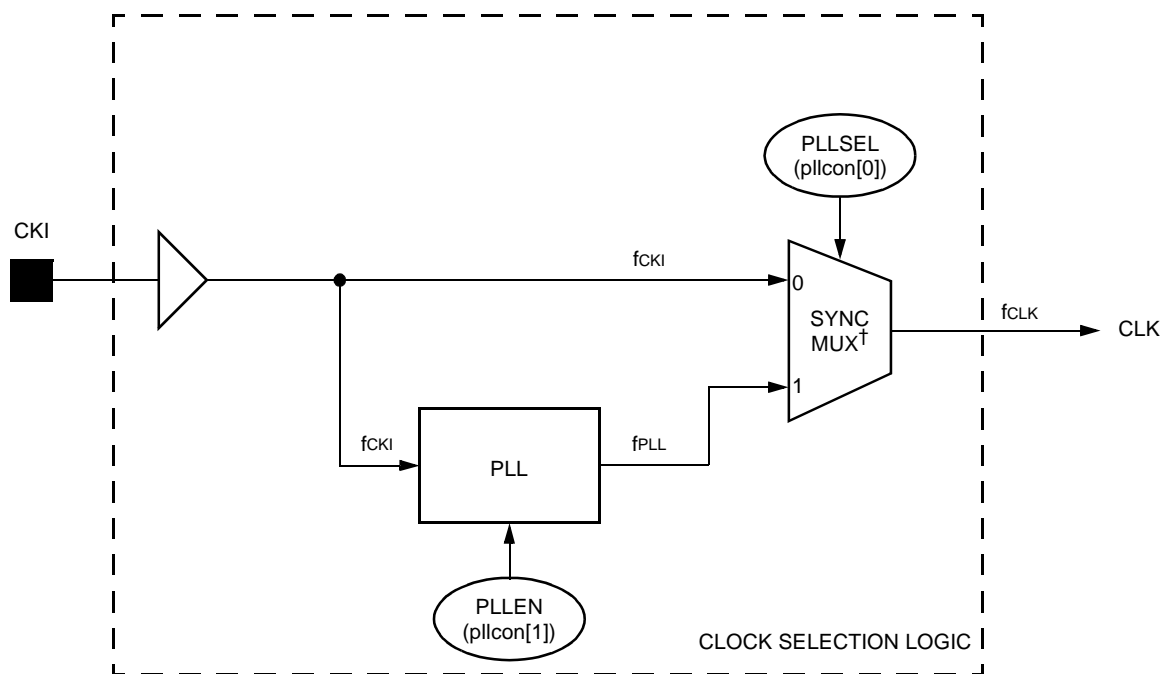 PLLSEL
(pllcon[0])
CKI
fCKI
0
SYNC
MUX†
fCLK
CLK
1
fCKI
PLL
fPLL
PLLEN
(pllcon[1])
CLOCK SELECTION LOGIC